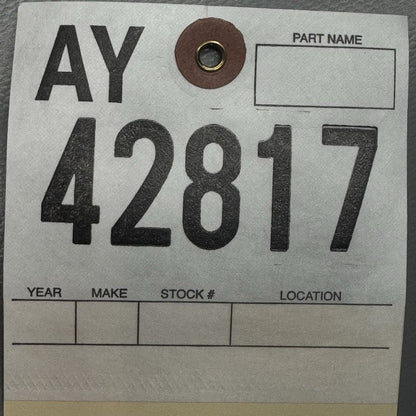 AY
PART NAME
42817
YEAR MAKE STOCK # LOCATION